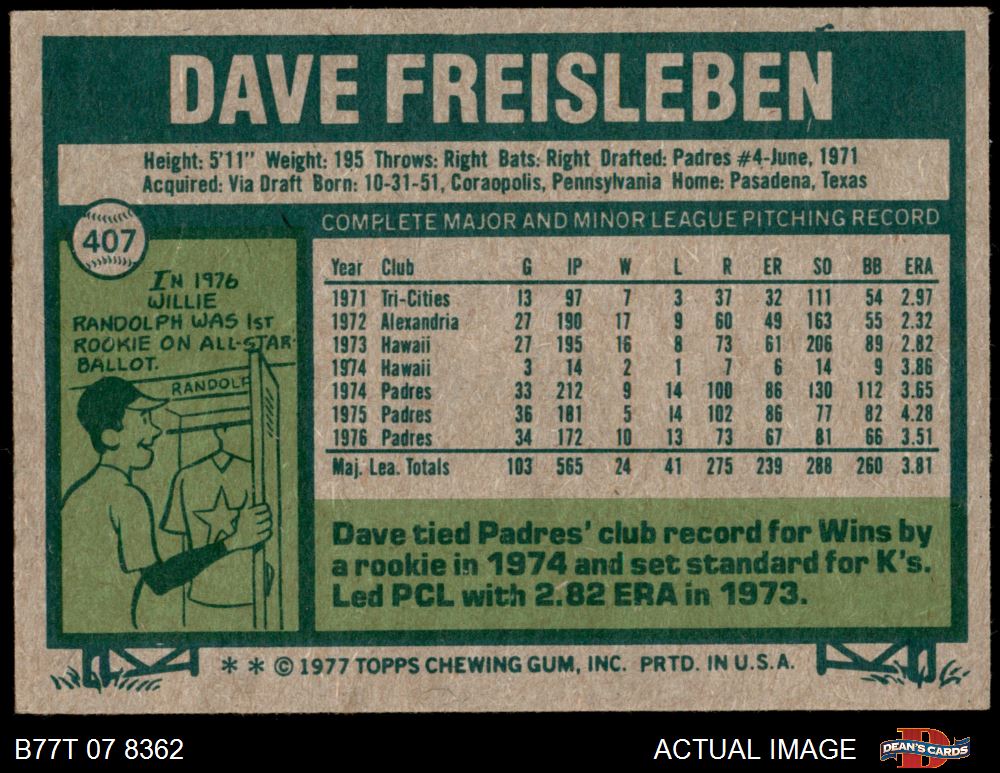 DAVE FREISLEBEN
Height: 5'11" Weight: 195 Throws: Right Bats: Right Drafted: Padres #4-June, 1971
Acquired: Via Draft Born: 10-31-51, Coraopolis, Pennsylvania Home: Pasadena, Texas
407
IN 1976
WILLIE
RANDOLPH WAS 1ST
ROOKIE ON ALL-STAR
BALLOT.
RANDOLP
COMPLETE MAJOR AND MINOR LEAGUE PITCHING RECORD
Year Club G IP W L R ER SO BB ERA
1971 Tri-Cities 13 97 7 3 37 32 111 54 2.97
1972 Alexandria 27 190 17 9 60 49 163 55 2.32
1973 Hawaii 27 195 16 8 73 61 206 89 2.82
1974 Hawaii 3 14 2 1 7 6 14 9 3.86
1974 Padres 33 212 9 14 100 86 130 112 3.65
1975 Padres 36 181 5 14 102 86 77 82 4.28
1976 Padres 34 172 10 13 73 67 81 66 3.51
Maj. Lea. Totals 103 565 24 41 275 239 288 260 3.81
Dave tied Padres' club record for Wins by
a rookie in 1974 and set standard for K's.
Led PCL with 2.82 ERA in 1973.
* * © 1977 TOPPS CHEWING GUM, INC. PRTD. IN U.S.A.
B77T 07 8362
ACTUAL IMAGE
DEAN'S CARDS